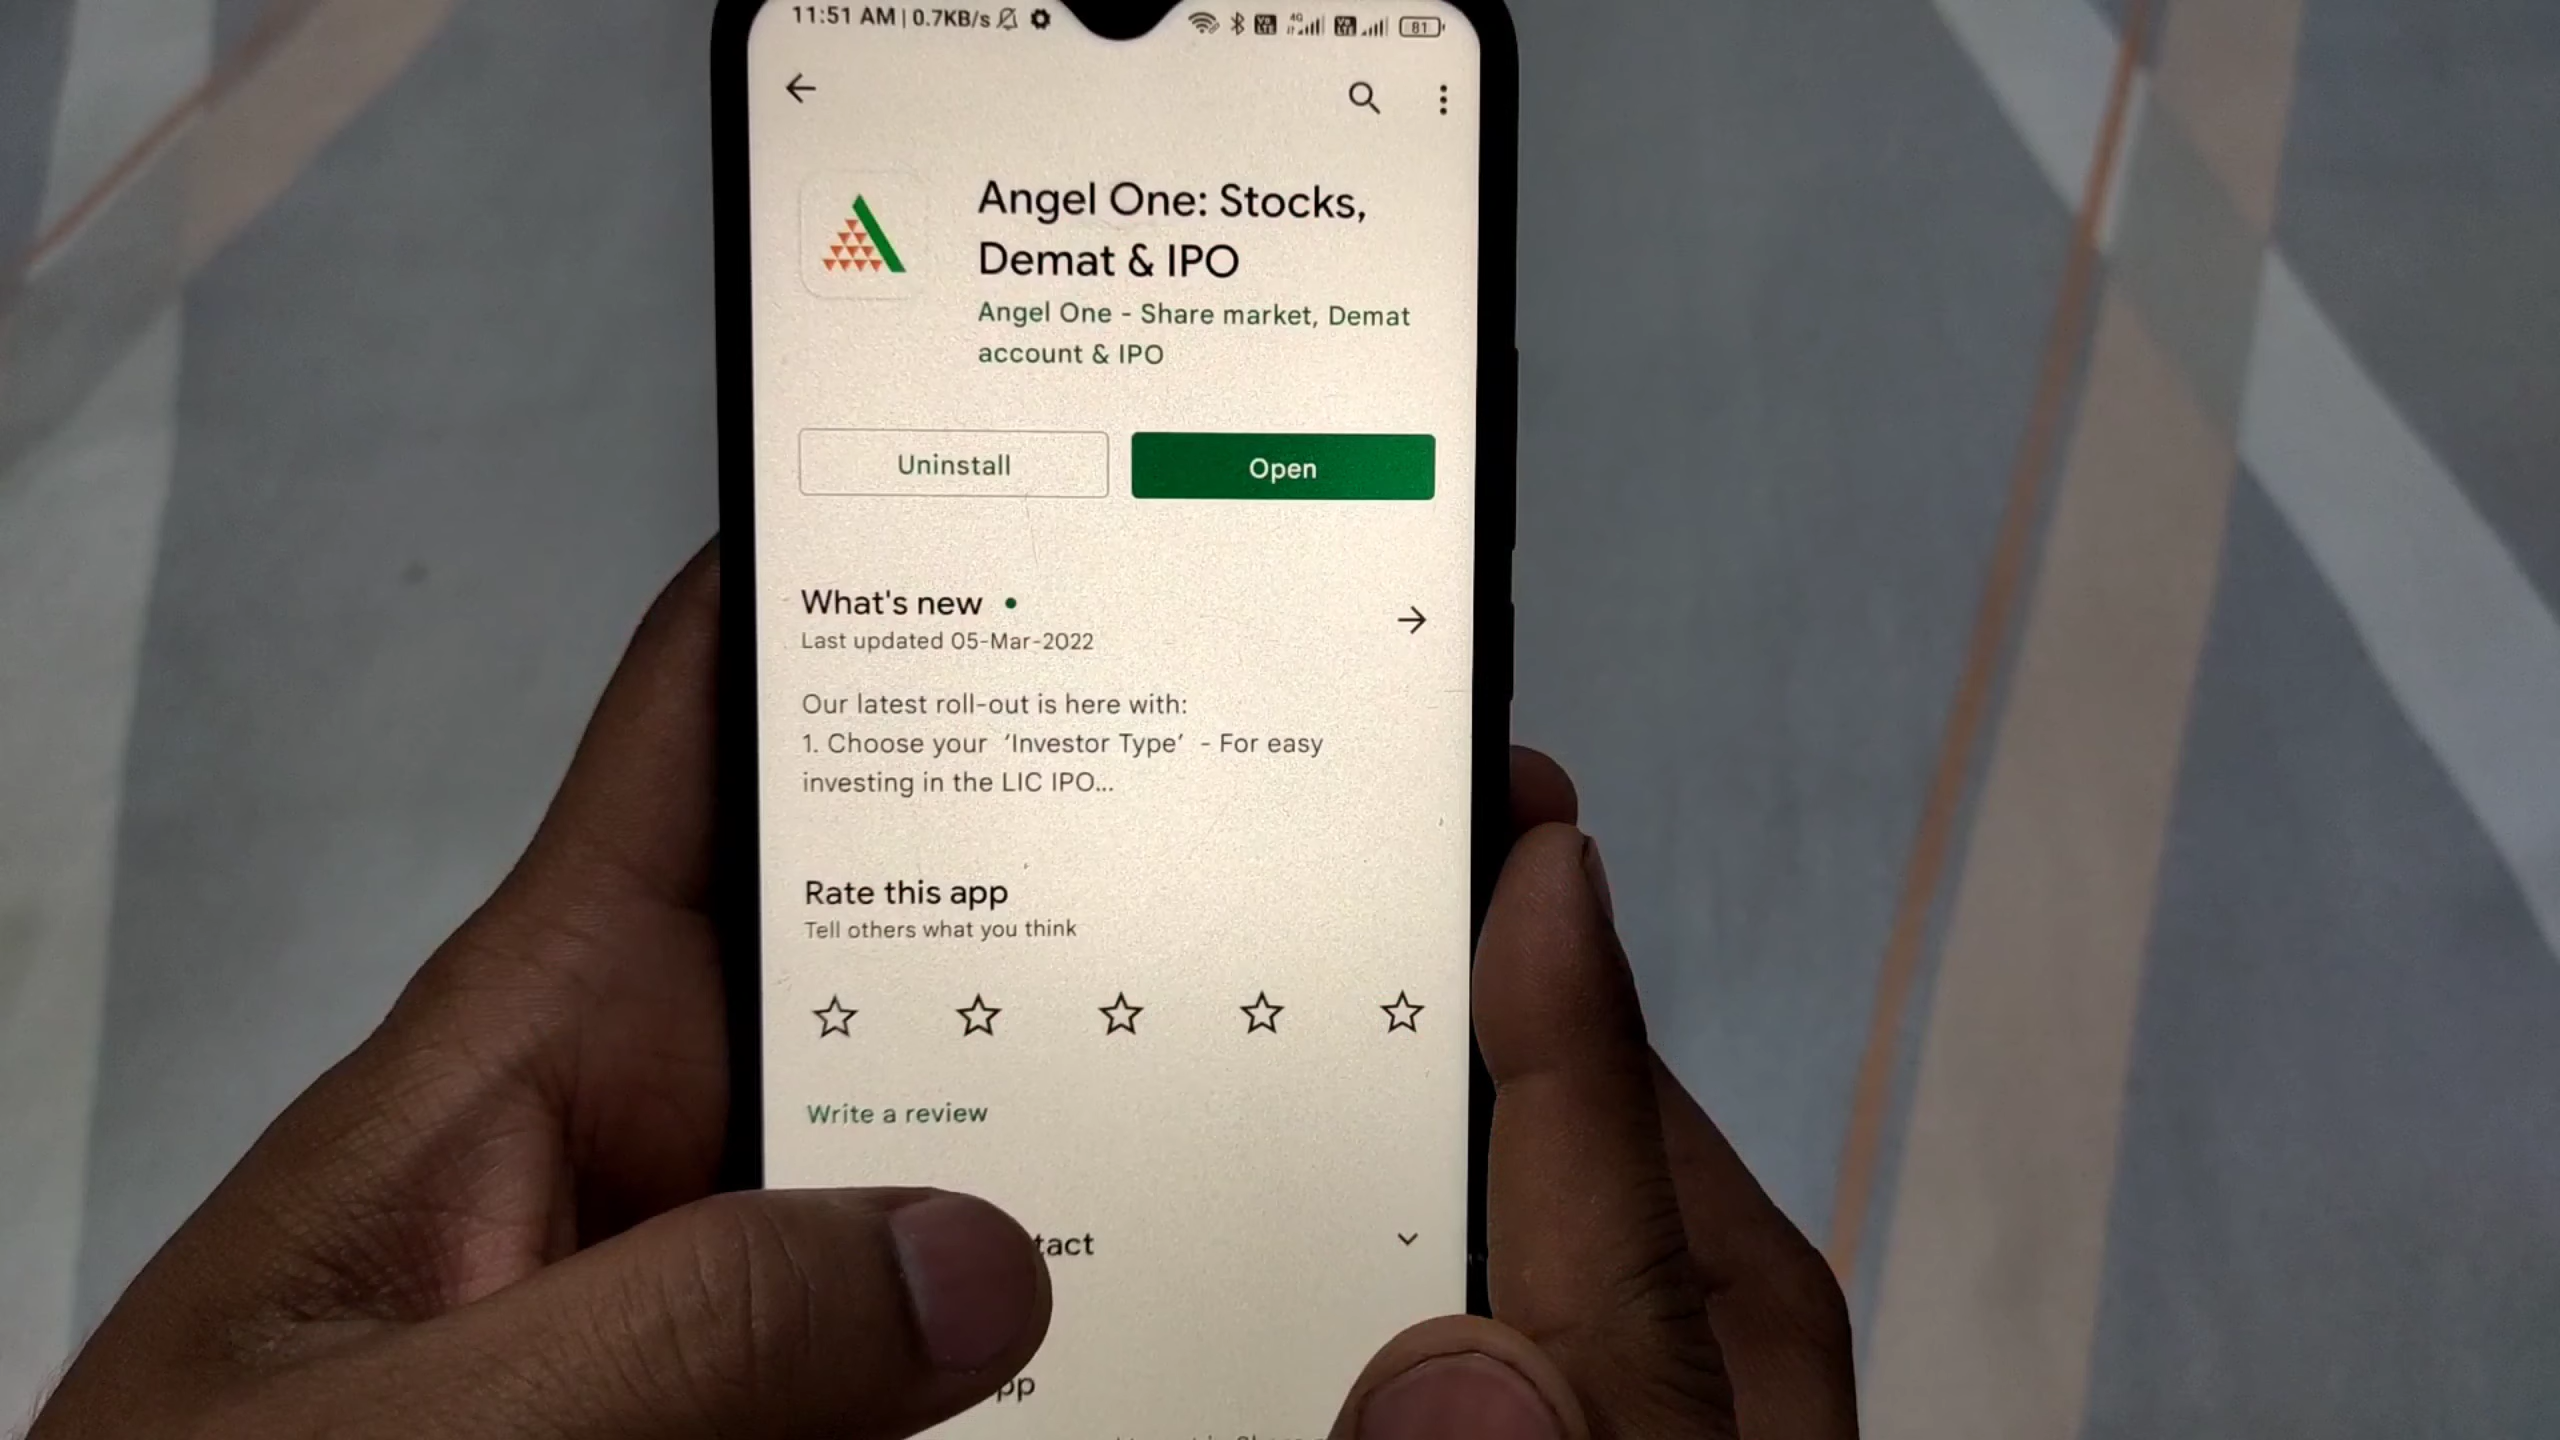 11:51 AM | 0.7KB/s
4G
81
Angel One: Stocks,
Demat & IPO
Angel One - Share market, Demat
account & IPO
Uninstall
Open
What's new •
Last updated 05-Mar-2022
Our latest roll-out is here with:
1. Choose your ‘Investor Type’ - For easy
investing in the LIC IPO...
Rate this app
Tell others what you think
Write a review